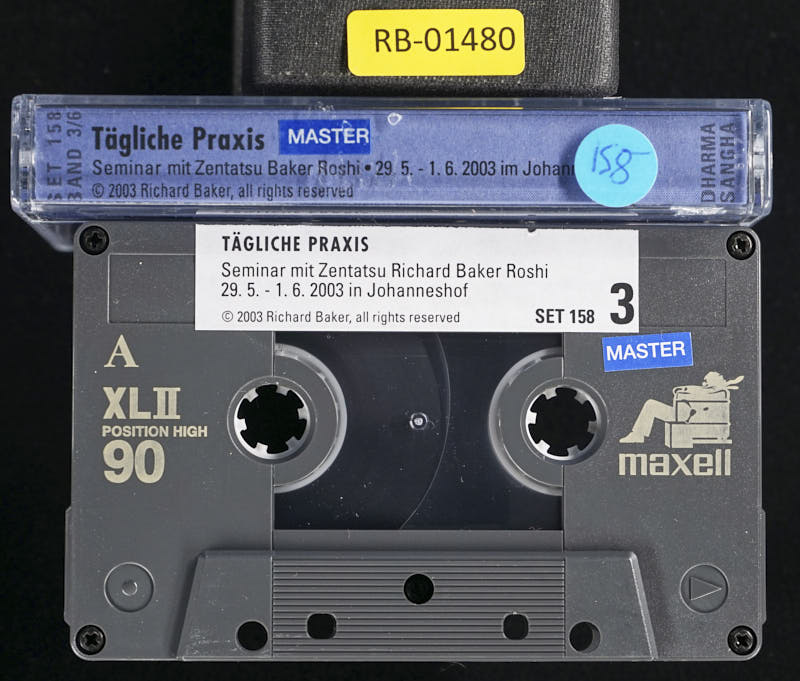 RB-01480
SET 158
BAND 3/6
Tägliche Praxis MASTER
Seminar mit Zentatsu Baker Roshi • 29. 5. - 1. 6. 2003 im Johann
© 2003 Richard Baker, all rights reserved
158
DHARMA
SANGHA
TÄGLICHE PRAXIS
Seminar mit Zentatsu Richard Baker Roshi
29. 5. - 1. 6. 2003 in Johanneshof
© 2003 Richard Baker, all rights reserved
SET 158 3
MASTER
A
XLII
POSITION HIGH
90
maxell